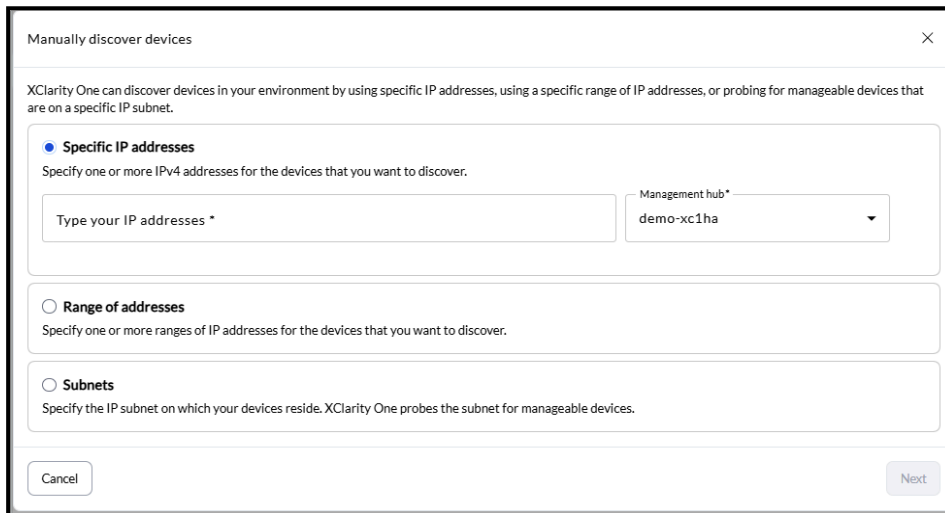 Manually discover devices
XClarity One can discover devices in your environment by using specific IP addresses, using a specific range of IP addresses, or probing for manageable devices that
are on a specific IP subnet.
Specific IP addresses
Specify one or more IPv4 addresses for the devices that you want to discover.
Type your IP addresses *
Management hub*
demo-xc1ha
Range of addresses
Specify one or more ranges of IP addresses for the devices that you want to discover.
Subnets
Specify the IP subnet on which your devices reside. XClarity One probes the subnet for manageable devices.
Cancel
Next